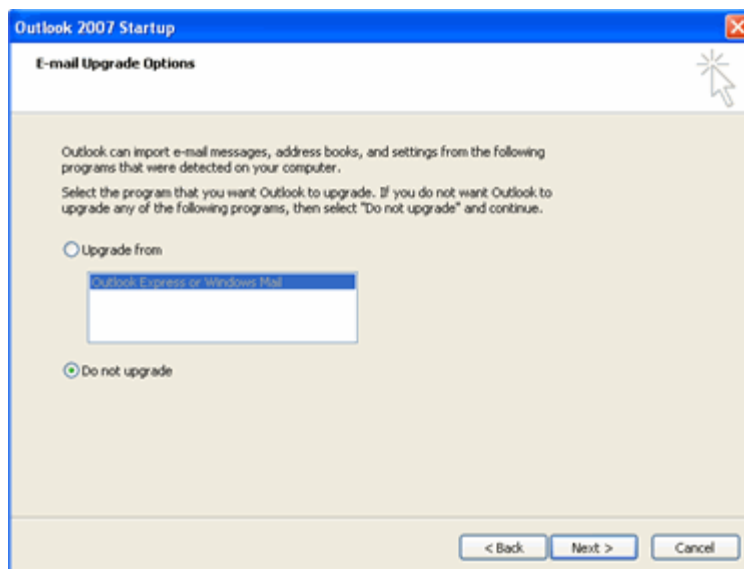 Outlook 2007 Startup
E-mail Upgrade Options
Outlook can import e-mail messages, address books, and settings from the following
programs that were detected on your computer.
Select the program that you want Outlook to upgrade. If you do not want Outlook to
upgrade any of the following programs, then select "Do not upgrade" and continue.
Upgrade from
Outlook Express or Windows Mail
Do not upgrade
< Back Next > Cancel